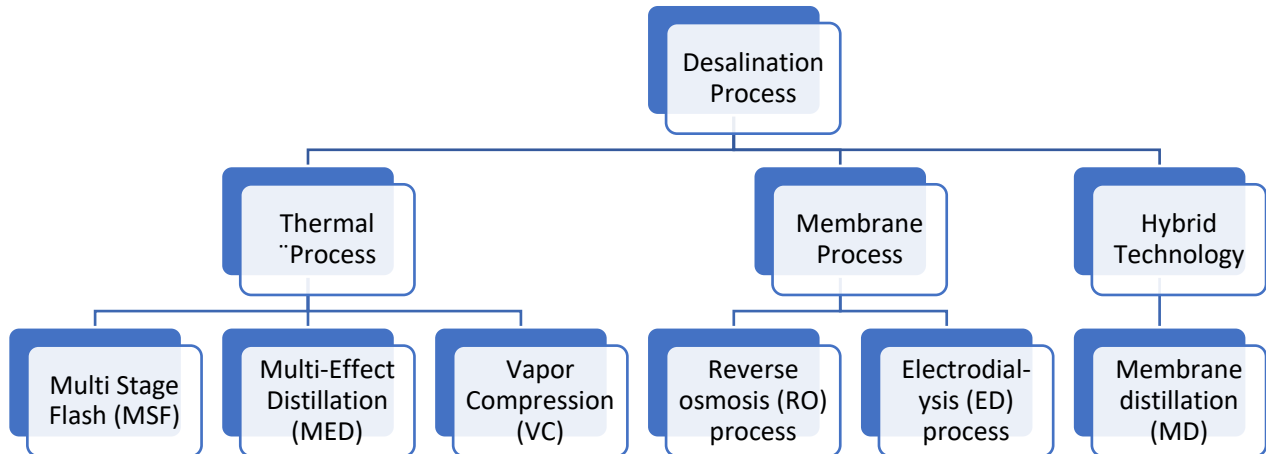 Desalination
Process
Thermal
¨Process
Membrane
Process
Hybrid
Technology
Multi Stage
Flash (MSF)
Multi-Effect
Distillation
(MED)
Vapor
Compression
(VC)
Reverse
osmosis (RO)
process
Electrodial-
ysis (ED)
process
Membrane
distillation
(MD)